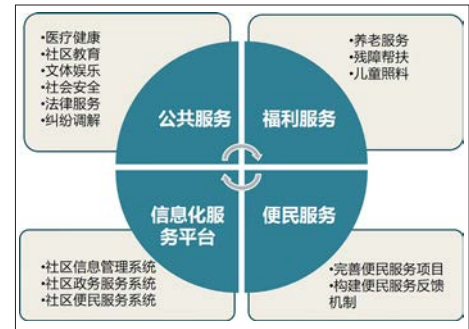 •医疗健康
•社区教育
•文体娱乐
•社会安全
•法律服务
•纠纷调解
•养老服务
•残障帮扶
•儿童照料
公共服务
福利服务
信息化服
务平台
便民服务
•社区信息管理系统
•社区政务服务系统
•社区便民服务系统
•完善便民服务项目
•构建便民服务反馈
机制